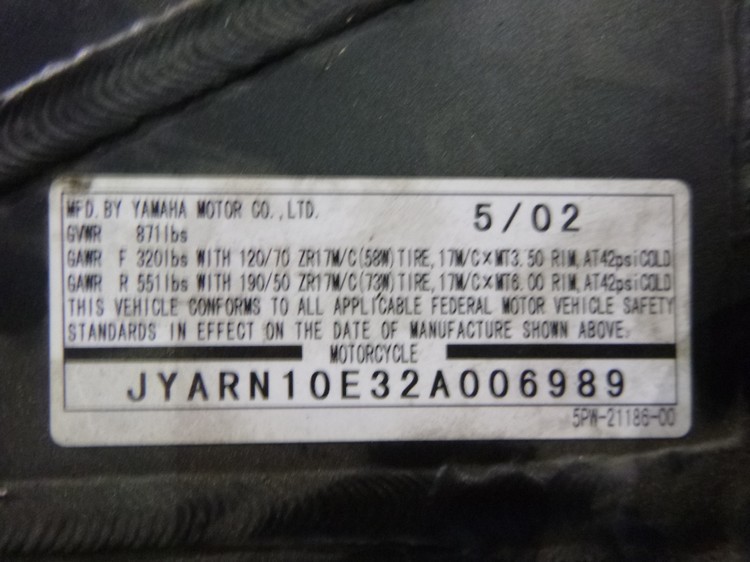 MFD. BY YAMAHA MOTOR CO., LTD. 5/02
GVWR 871lbs
GAWR F 320lbs WITH 120/70 ZR17M/C(58W)TIRE, 17M/C×MT3.50 RIM, AT42psiCOLD
GAWR R 551lbs WITH 190/50 ZR17M/C(73W)TIRE, 17M/C×MT6.00 RIM, AT42psiCOLD
THIS VEHICLE CONFORMS TO ALL APPLICABLE FEDERAL MOTOR VEHICLE SAFETY
STANDARDS IN EFFECT ON THE DATE OF MANUFACTURE SHOWN ABOVE.
MOTORCYCLE
JYARN10E32A006989
5PW-21186-00